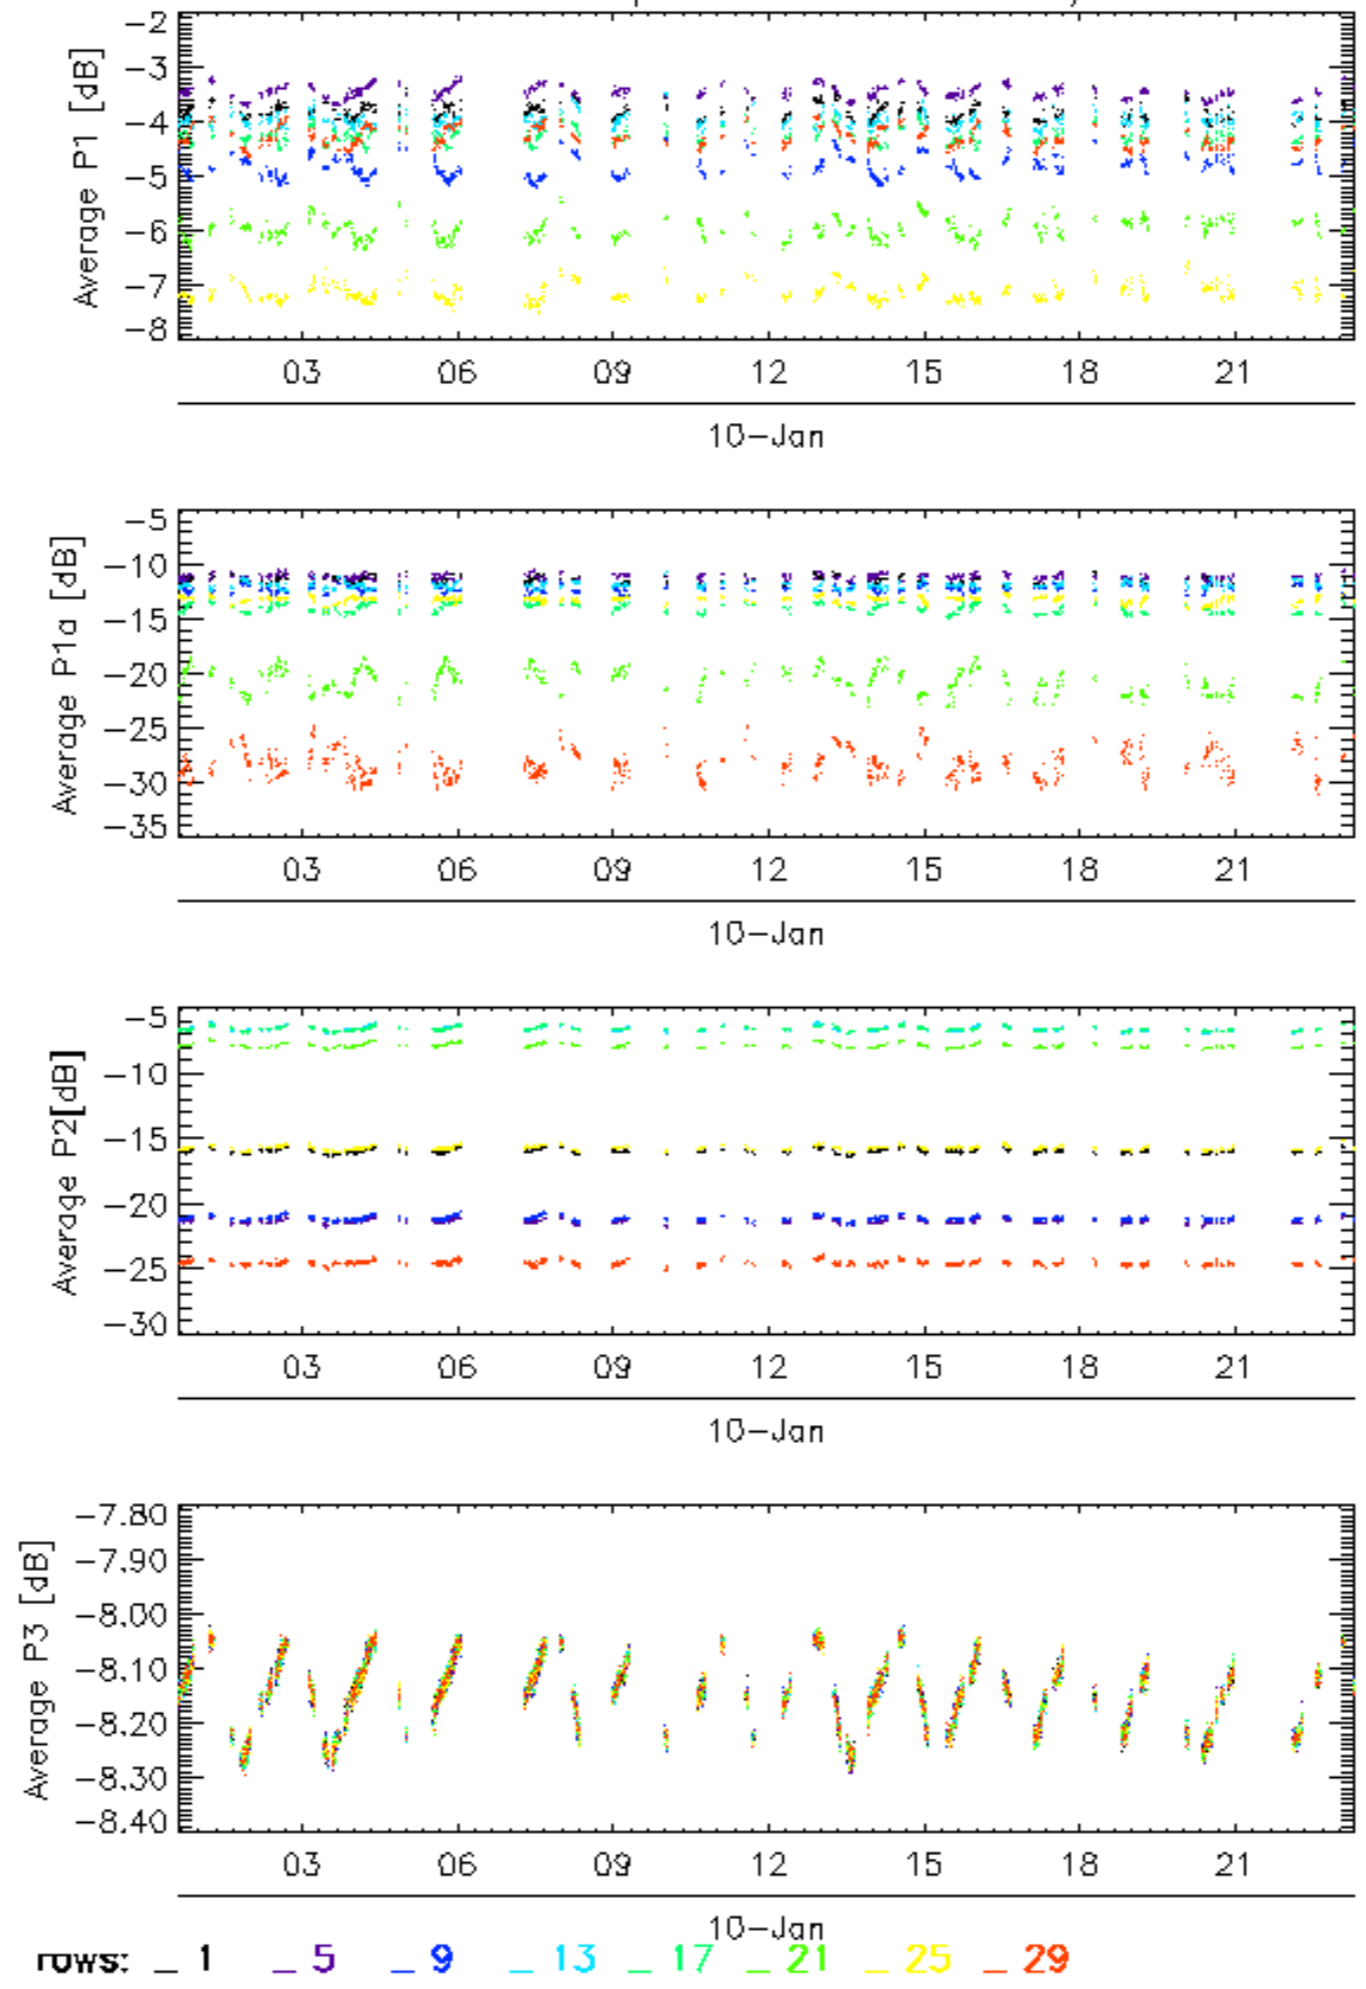 Average P1 [dB]
-2
-3
-4
-5
-6
-7
-8
03 06 09 12 15 18 21
10-Jan
Average P1a [dB]
-5
-10
-15
-20
-25
-30
-35
03 06 09 12 15 18 21
10-Jan
Average P2[dB]
-5
-10
-15
-20
-25
-30
03 06 09 12 15 18 21
10-Jan
Average P3 [dB]
-7.80
-7.90
-8.00
-8.10
-8.20
-8.30
-8.40
03 06 09 12 15 18 21
10-Jan
rows: _ 1 _ 5 _ 9 _ 13 _ 17 _ 21 _ 25 _ 29